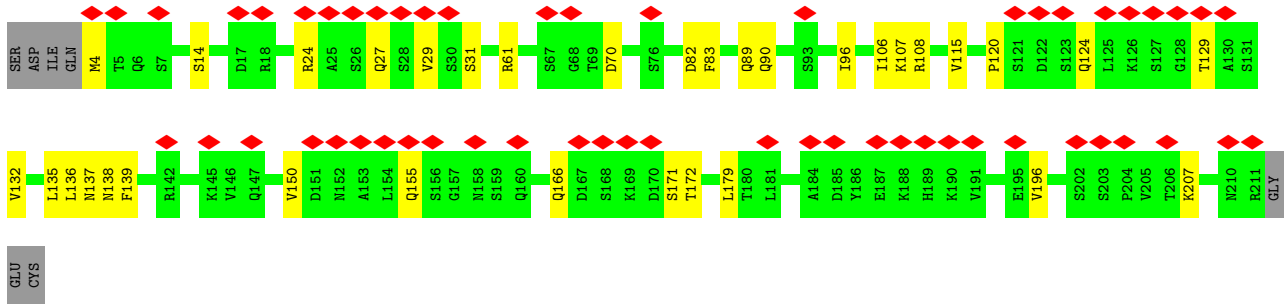 SER ASP ILE GLN M4 T5 Q6 S7 S14 D17 R18 R24 A25 S26 Q27 S28 V29 S30 S31 R61 S67 G68 T69 D70 S76 D82 F83 Q89 Q90 S93 I96 I106 K107 R108 V115 P120 S121 D122 S123 Q124 L125 K126 S127 G128 T129 A130 S131
V132 L135 L136 N137 N138 F139 R142 K145 V146 Q147 V150 D151 N152 A153 L154 Q155 S156 G157 N158 S159 Q160 Q166 D167 S168 K169 D170 S171 T172 L179 T180 L181 A184 D185 Y186 E187 K188 H189 K190 V191 E195 V196 S202 S203 P204 V205 T206 K207 N210 R211 GLY
GLU CYS